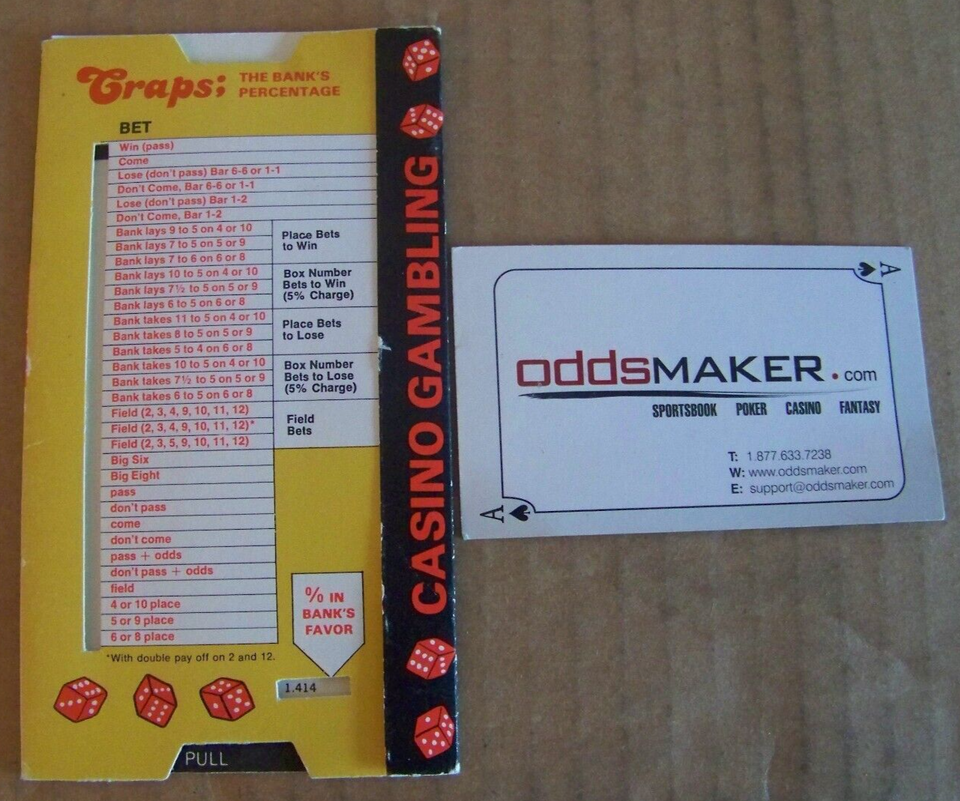 Craps; THE BANK'S
PERCENTAGE
BET
Win (pass)
Come
Lose (don't pass) Bar 6-6 or 1-1
Don't Come, Bar 6-6 or 1-1
Lose (don't pass) Bar 1-2
Don't Come, Bar 1-2
Bank lays 9 to 5 on 4 or 10
Bank lays 7 to 5 on 5 or 9
Bank lays 7 to 6 on 6 or 8
Place Bets
to Win
Bank lays 10 to 5 on 4 or 10
Bank lays 7½ to 5 on 5 or 9
Bank lays 6 to 5 on 6 or 8
Box Number
Bets to Win
(5% Charge)
Bank takes 11 to 5 on 4 or 10
Bank takes 8 to 5 on 5 or 9
Bank takes 5 to 4 on 6 or 8
Place Bets
to Lose
Bank takes 10 to 5 on 4 or 10
Bank takes 7½ to 5 on 5 or 9
Bank takes 6 to 5 on 6 or 8
Box Number
Bets to Lose
(5% Charge)
Field (2, 3, 4, 9, 10, 11, 12)
Field (2, 3, 4, 9, 10, 11, 12)*
Field (2, 3, 5, 9, 10, 11, 12)
Field
Bets
Big Six
Big Eight
pass
don't pass
come
don't come
pass + odds
don't pass + odds
field
4 or 10 place
5 or 9 place
6 or 8 place
% IN
BANK'S
FAVOR
*With double pay off on 2 and 12.
1.414
PULL
CASINO GAMBLING
A
oddsMAKER.com
SPORTSBOOK POKER CASINO FANTASY
T: 1.877.633.7238
W: www.oddsmaker.com
E: support@oddsmaker.com
A